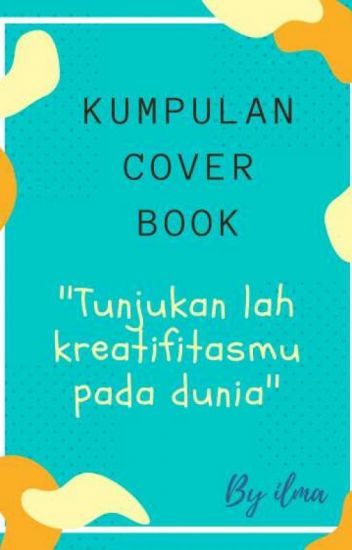 KUMPULAN
COVER
BOOK
"Tunjukan lah
kreatifitasmu
pada dunia"
By ilma